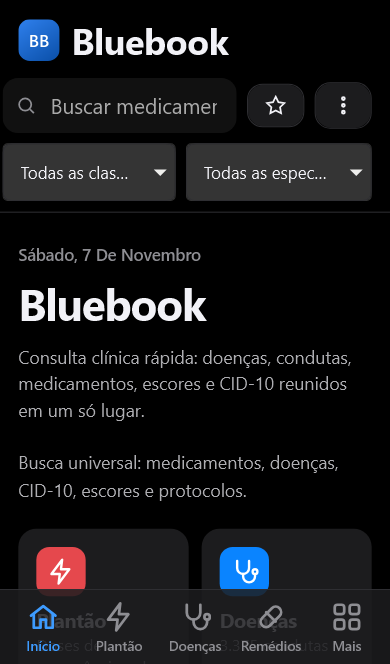 BB Bluebook
Buscar medicamer
Todas as clas...
Todas as espec...
Sábado, 7 De Novembro
Bluebook
Consulta clínica rápida: doenças, condutas,
medicamentos, escores e CID-10 reunidos
em um só lugar.
Busca universal: medicamentos, doenças,
CID-10, escores e protocolos.
Plantão
Doenças
Início
Plantão
Doenças
Remédios
Mais